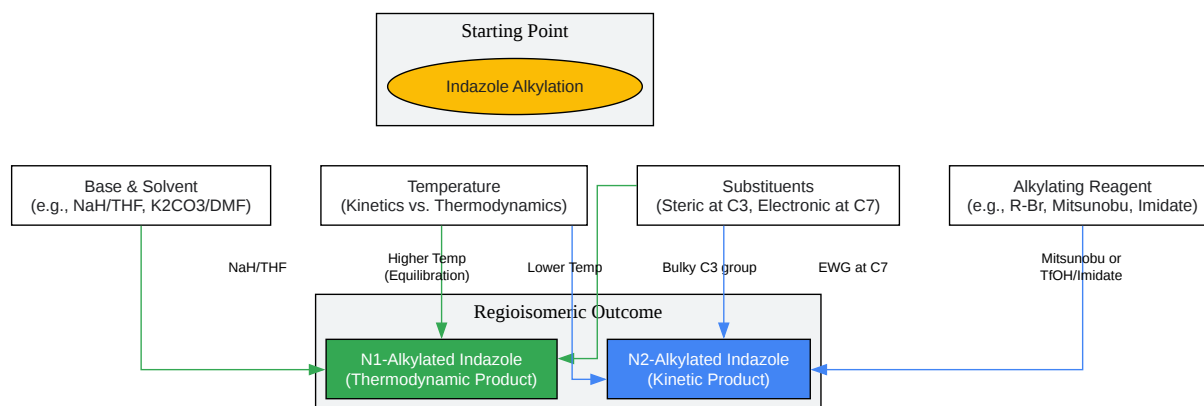 Starting Point
Indazole Alkylation
Base & Solvent
(e.g., NaH/THF, K2CO3/DMF)
Temperature
(Kinetics vs. Thermodynamics)
Substituents
(Steric at C3, Electronic at C7)
Alkylating Reagent
(e.g., R-Br, Mitsunobu, Imidate)
NaH/THF
Higher Temp
(Equilibration)
Lower Temp
Bulky C3 group
EWG at C7
Mitsunobu or
TfOH/Imidate
Regioisomeric Outcome
N1-Alkylated Indazole
(Thermodynamic Product)
N2-Alkylated Indazole
(Kinetic Product)